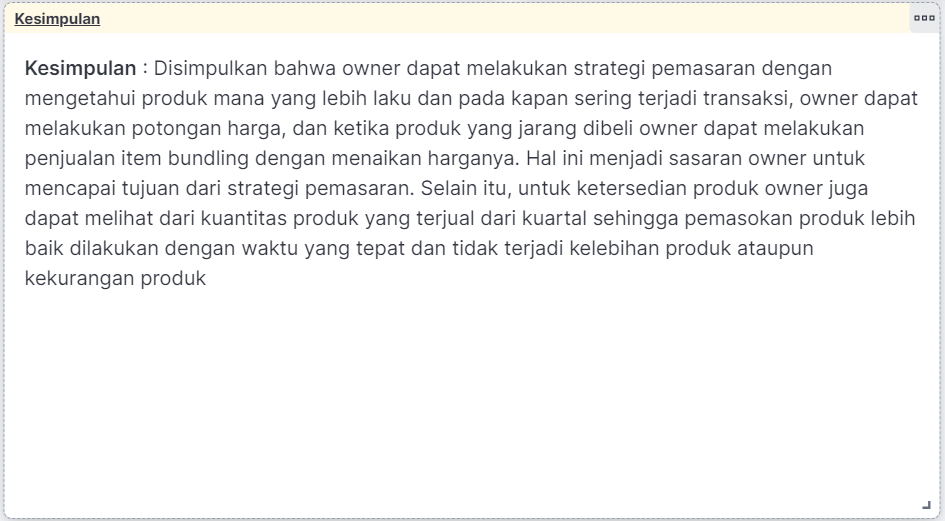 Kesimpulan
Kesimpulan : Disimpulkan bahwa owner dapat melakukan strategi pemasaran dengan
mengetahui produk mana yang lebih laku dan pada kapan sering terjadi transaksi, owner dapat
melakukan potongan harga, dan ketika produk yang jarang dibeli owner dapat melakukan
penjualan item bundling dengan menaikan harganya. Hal ini menjadi sasaran owner untuk
mencapai tujuan dari strategi pemasaran. Selain itu, untuk ketersedian produk owner juga
dapat melihat dari kuantitas produk yang terjual dari kuartal sehingga pemasokan produk lebih
baik dilakukan dengan waktu yang tepat dan tidak terjadi kelebihan produk ataupun
kekurangan produk